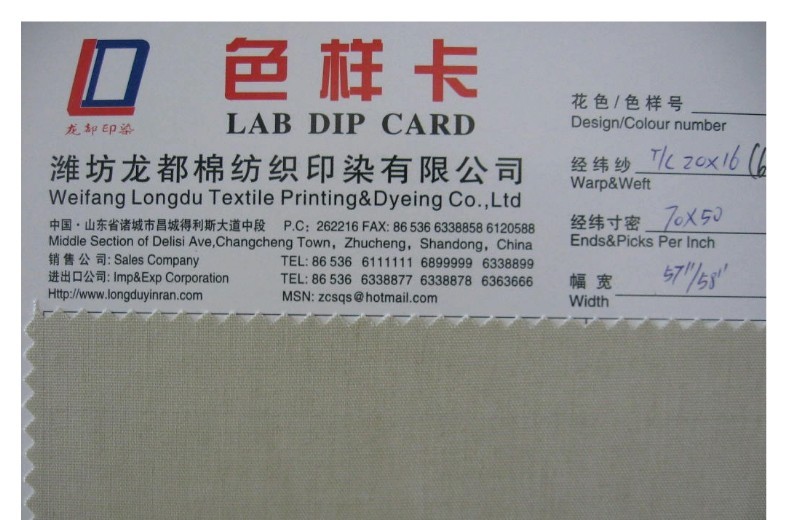 色样卡
LAB DIP CARD
龙都印染
潍坊龙都棉纺织印染有限公司
Weifang Longdu Textile Printing&Dyeing Co.,Ltd
中国·山东省诸城市昌城得利斯大道中段 P.C: 262216 FAX: 86 536 6338858 6120588
Middle Section of Delisi Ave,Changcheng Town, Zhucheng, Shandong, China
销售公司: Sales Company TEL: 86 536 6111111 6899999 6338899
进出口公司: Imp&Exp Corporation TEL: 86 536 6338877 6338878 6363666
Http://www.longduyinran.com MSN: zcsqs@hotmail.com
花色/色样号
Design/Colour number
经纬纱 T/C 20X16 (6
Warp&Weft
经纬寸密 70X50
Ends&Picks Per Inch
幅宽 57"/58"
Width